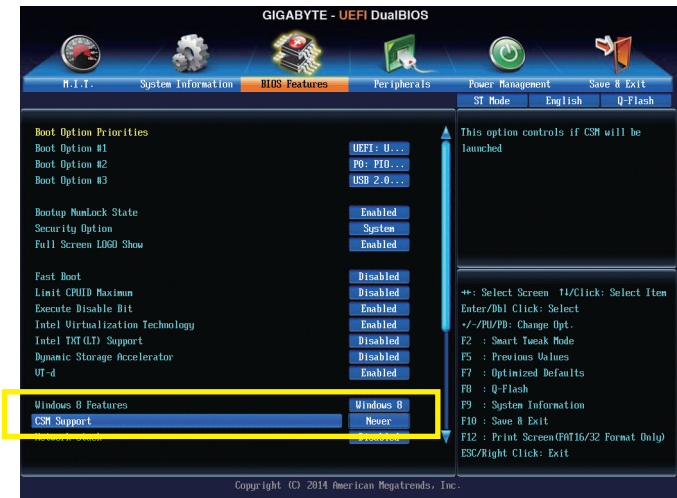 GIGABYTE - UEFI DualBIOS
M.I.T. System Information BIOS Features Peripherals Power Management Save & Exit
ST Mode English Q-Flash
Boot Option Priorities
Boot Option #1 UEFI: U...
Boot Option #2 P0: PIO...
Boot Option #3 USB 2.0...
Bootup NumLock State Enabled
Security Option System
Full Screen LOGO Show Enabled
Fast Boot Disabled
Limit CPUID Maximum Disabled
Execute Disable Bit Enabled
Intel Virtualization Technology Enabled
Intel TXT(LT) Support Disabled
Dynamic Storage Accelerator Disabled
VT-d Enabled
Windows 8 Features Windows 8
CSM Support Never
Network Stack Disabled
This option controls if CSM will be
launched
↔: Select Screen ↑↓/Click: Select Item
Enter/Dbl Click: Select
+/-/PU/PD: Change Opt.
F2 : Smart Tweak Mode
F5 : Previous Values
F7 : Optimized Defaults
F8 : Q-Flash
F9 : System Information
F10 : Save & Exit
F12 : Print Screen(FAT16/32 Format Only)
ESC/Right Click: Exit
Copyright (C) 2014 American Megatrends, Inc.